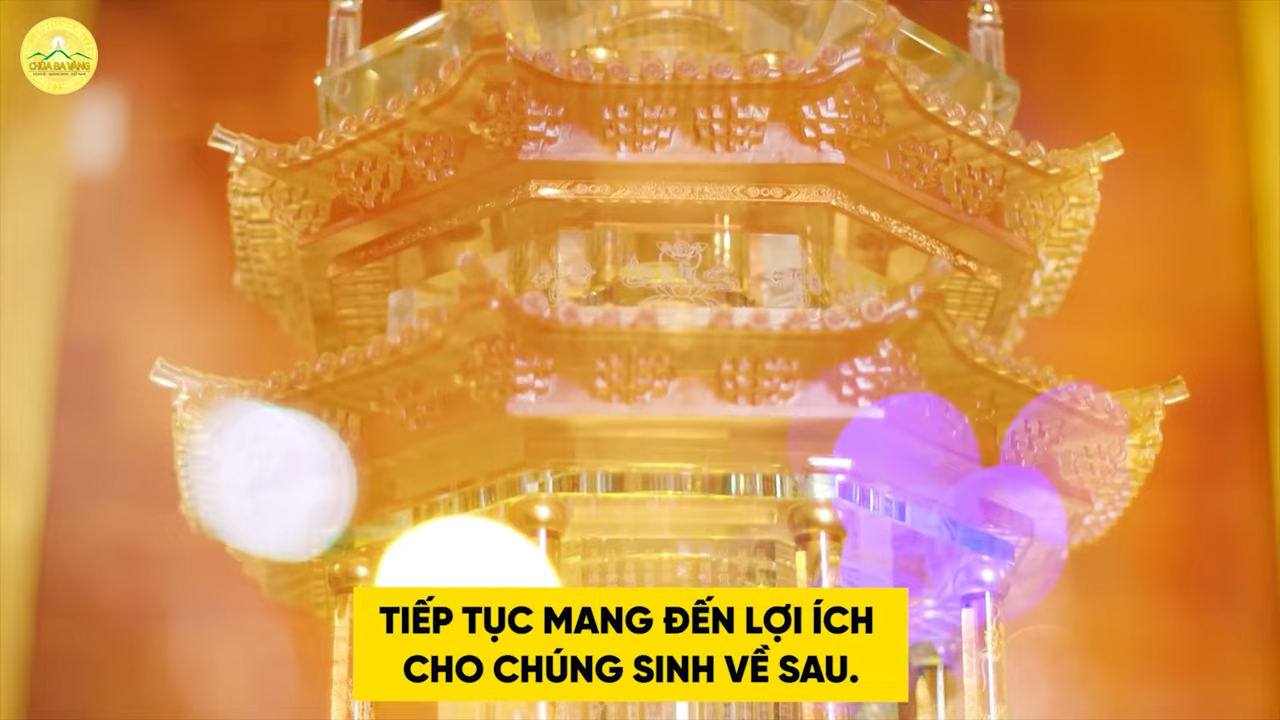 CHÙA BA VÀNG
TIẾP TỤC MANG ĐẾN LỢI ÍCH
CHO CHÚNG SINH VỀ SAU.